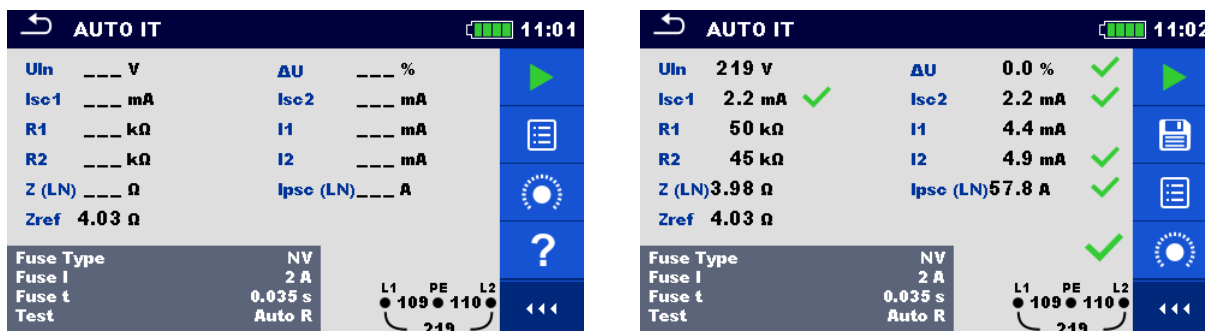 AUTO IT 11:01
Uln ___ V ΔU ___ %
Isc1 ___ mA Isc2 ___ mA
R1 ___ kΩ I1 ___ mA
R2 ___ kΩ I2 ___ mA
Z (LN) ___ Ω Ipsc (LN)___ A
Zref 4.03 Ω
?
Fuse Type NV
Fuse I 2 A
Fuse t 0.035 s
Test Auto R
L1 PE L2
109 110
219
AUTO IT 11:02
Uln 219 V ΔU 0.0 %
Isc1 2.2 mA Isc2 2.2 mA
R1 50 kΩ I1 4.4 mA
R2 45 kΩ I2 4.9 mA
Z (LN)3.98 Ω Ipsc (LN)57.8 A
Zref 4.03 Ω
Fuse Type NV
Fuse I 2 A
Fuse t 0.035 s
Test Auto R
L1 PE L2
109 110
219